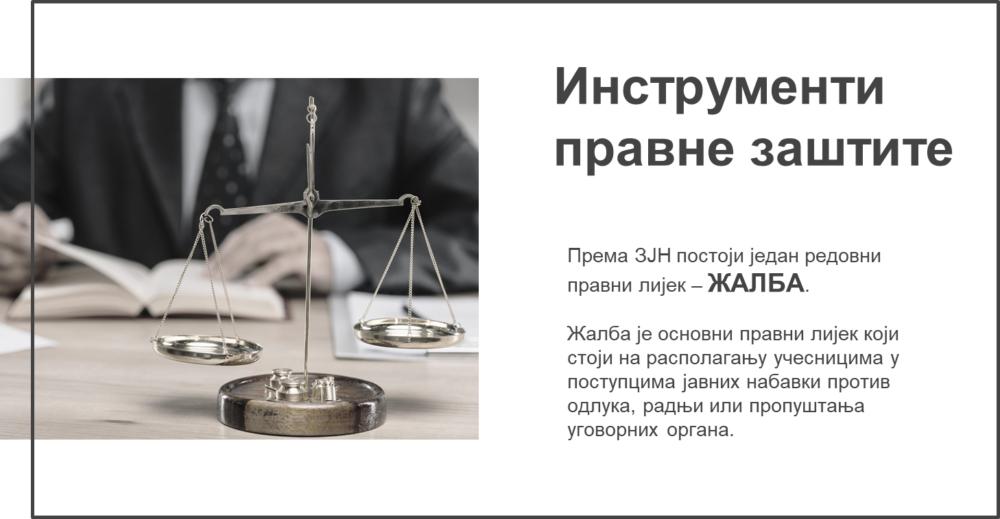 Инструменти
правне заштите
Према ЗЈН постоји један редовни
правни лијек – ЖАЛБА.
Жалба је основни правни лијек који
стоји на располагању учесницима у
поступцима јавних набавки против
одлука, радњи или пропуштања
уговорних органа.